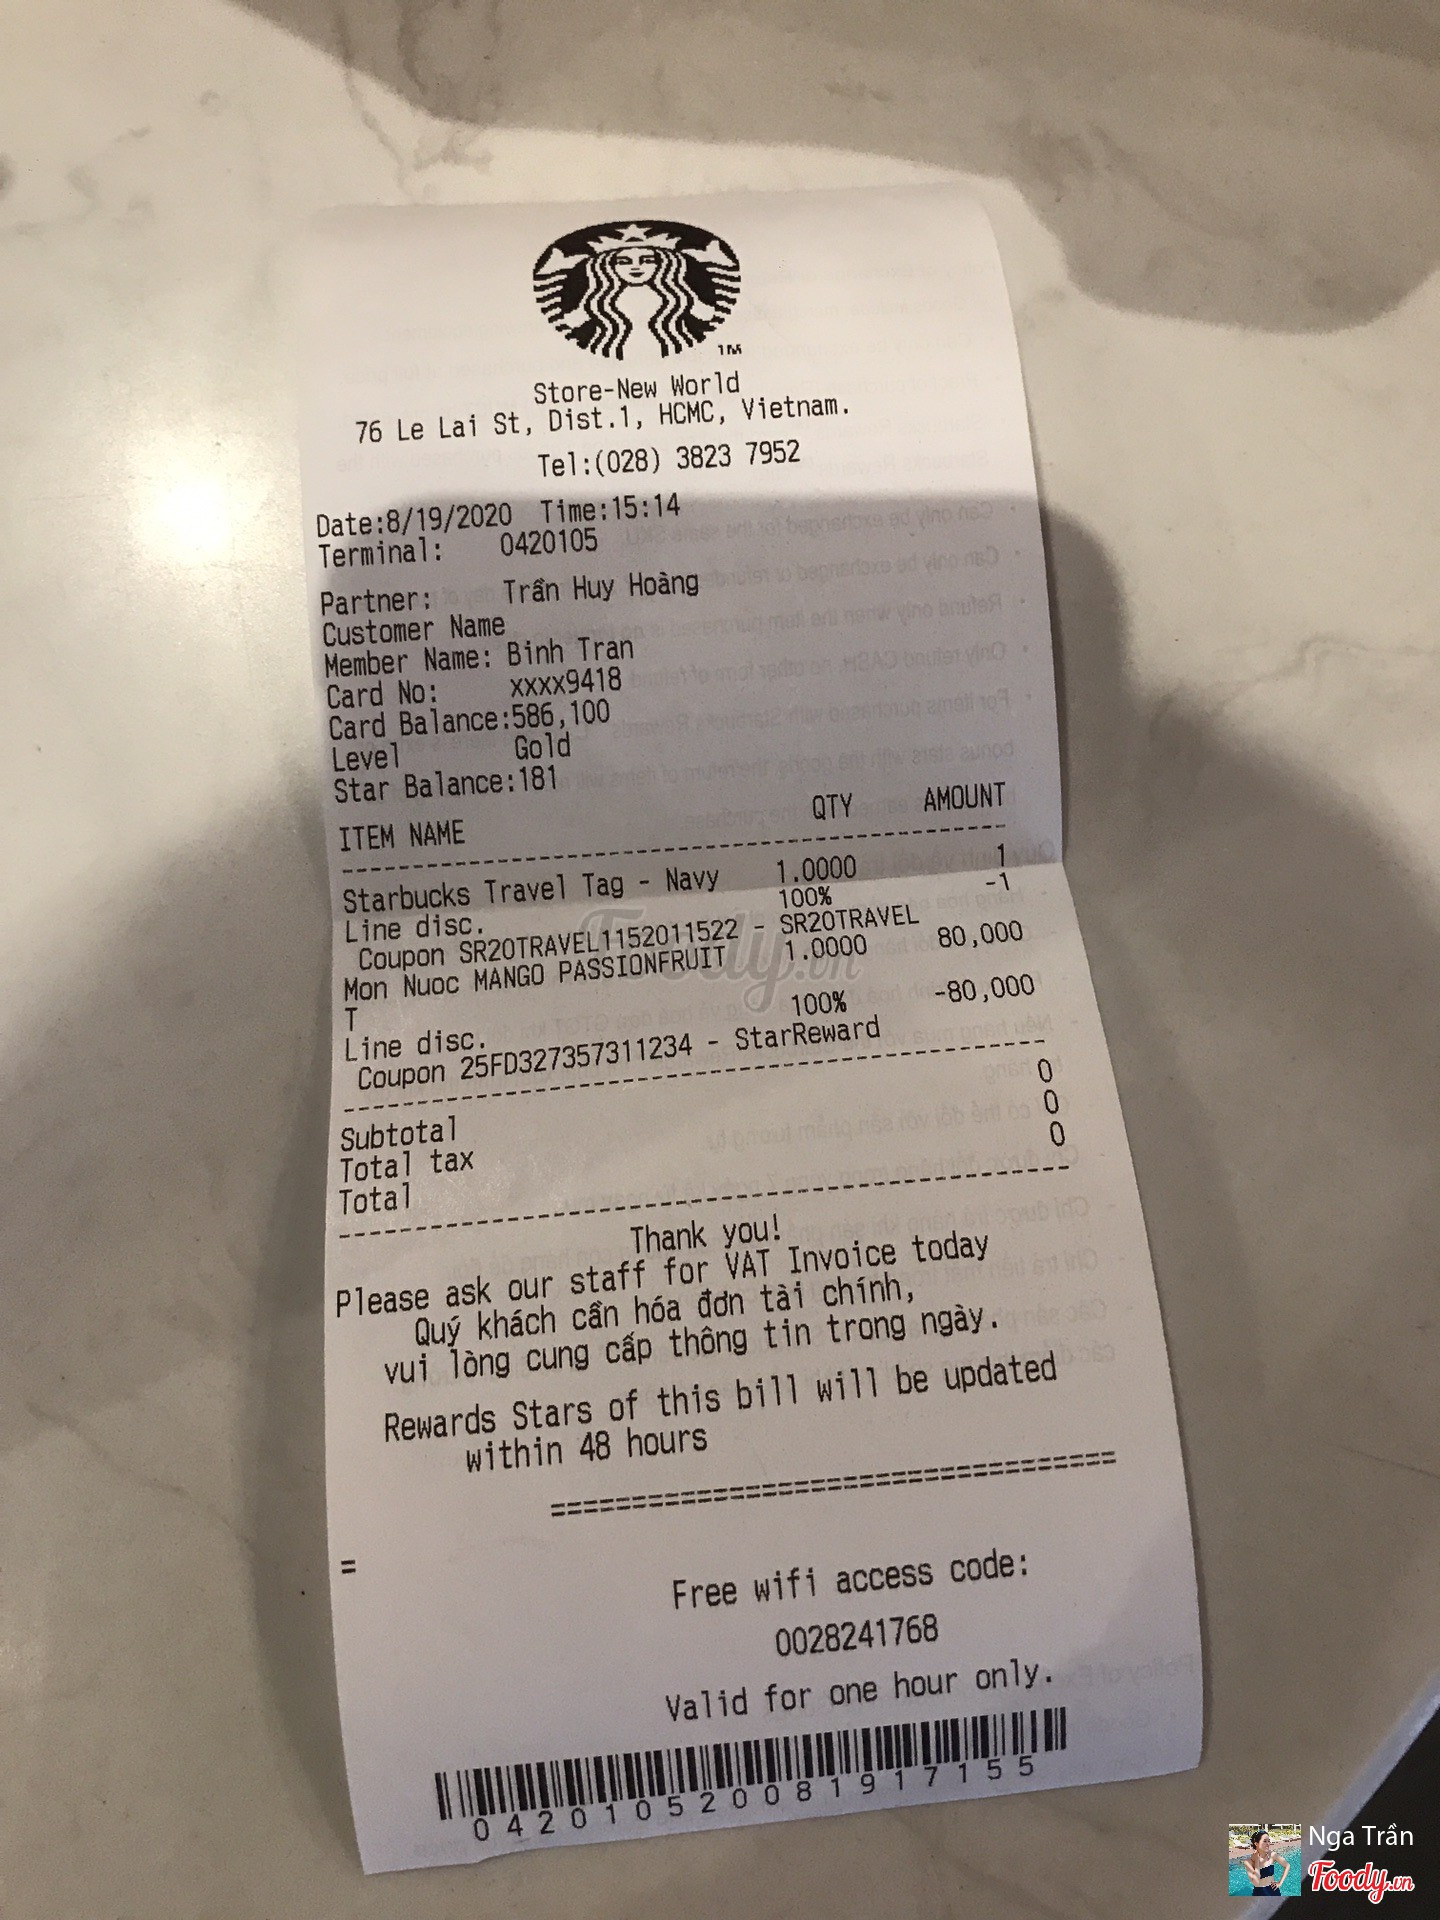 TM
Store-New World
76 Le Lai St, Dist.1, HCMC, Vietnam.
Tel:(028) 3823 7952
Date:8/19/2020 Time:15:14
Terminal: 0420105
Partner: Trần Huy Hoàng
Customer Name
Member Name: Binh Tran
Card No: xxxx9418
Card Balance:586,100
Level Gold
Star Balance:181
ITEM NAME QTY AMOUNT
Starbucks Travel Tag - Navy 1.0000 1
Line disc. 100% -1
Coupon SR20TRAVEL1152011522 - SR20TRAVEL
Mon Nuoc MANGO PASSIONFRUIT 1.0000 80,000
T
Line disc. 100% -80,000
Coupon 25FD327357311234 - StarReward
Subtotal 0
Total tax 0
Total 0
Thank you!
Please ask our staff for VAT Invoice today
Quý khách cần hóa đơn tài chính,
vui lòng cung cấp thông tin trong ngày.
Rewards Stars of this bill will be updated
within 48 hours
===================================
=
Free wifi access code:
0028241768
Valid for one hour only.
042010520081917155
Foody.vn
Nga Trần
Foody.vn